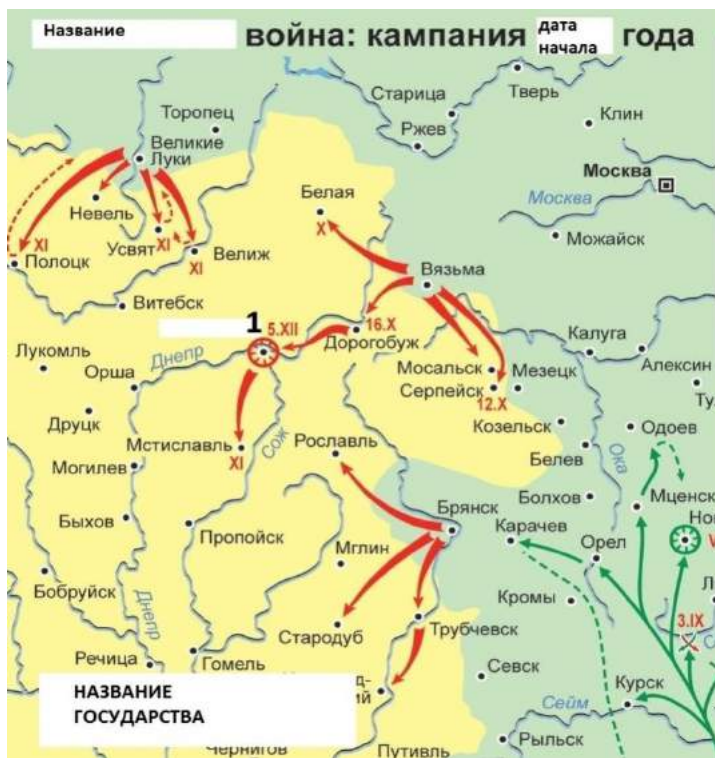 Название война: кампания дата начала года
Тверь
Старица
Торопец
Клин
Ржев
Великие
Луки
Москва
Белая
Москва
Невель
X
Усвят
XI
XI
Велиж
Можайск
Полоцк
XI
Вязьма
Витебск
1
5.XII
16.X
Днепр
Дорогобуж
Калуга
Лукомль
Алексин
Орша
Мосальск
Мезецк
Серпейск
12.X
Друцк
Козельск
Одоев
Мстиславль
XI
Сож
Рославль
Ока
Белев
Могилев
Болхов
Мценск
Быхов
Пропойск
Брянск
Карачев
Орел
Мглин
Бобруйск
Днепр
Кромы
3.IX
Стародуб
Трубчевск
Речица
Гомель
Севск
НАЗВАНИЕ
ГОСУДАРСТВА
Курск
Сейм
Чернигов
Путивль
Рыльск